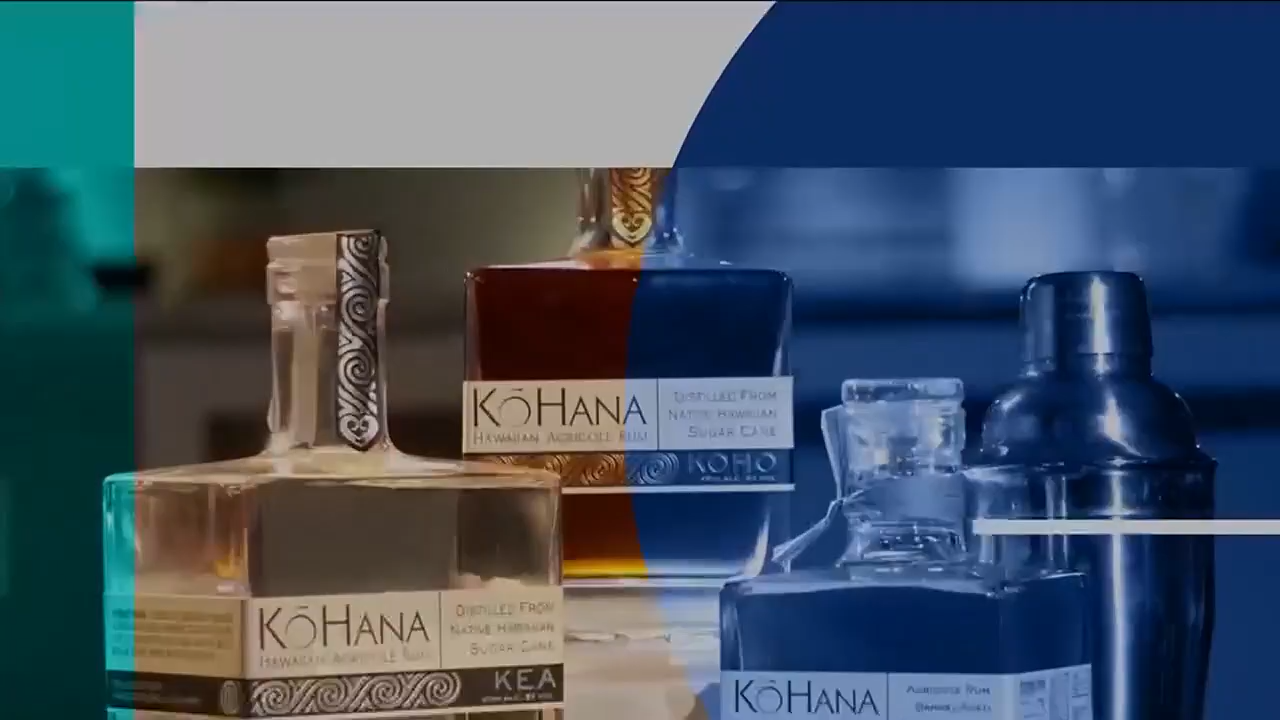 KōHANA
HAWAIIAN AGRICOLE RUM
DISTILLED FROM
NATIVE HAWAIIAN
SUGAR CANE
KOHO
KōHANA
HAWAIIAN AGRICOLE RUM
DISTILLED FROM
NATIVE HAWAIIAN
SUGAR CANE
KEA
KōHANA
AGRICOLE RUM